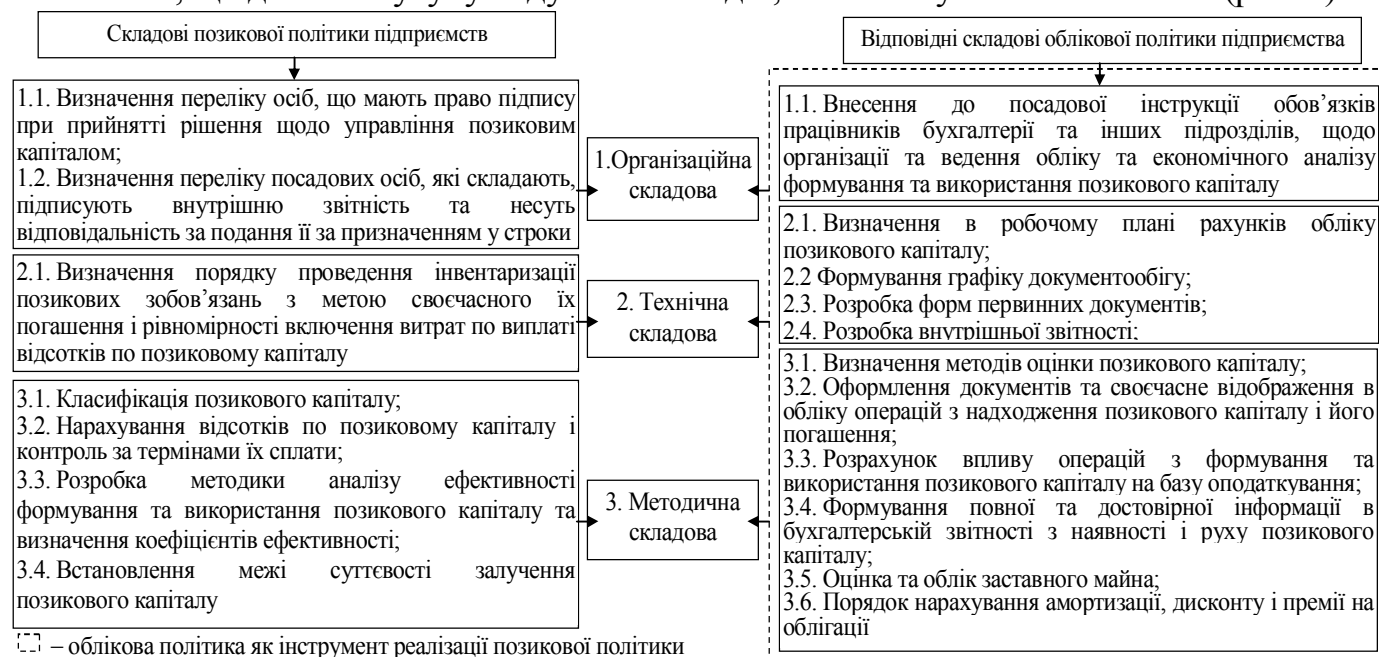 Складові позикової політики підприємств
1.1. Визначення переліку осіб, що мають право підпису
при прийнятті рішення щодо управління позиковим
капіталом;
1.2. Визначення переліку посадових осіб, які складають,
підписують внутрішню звітність та несуть
відповідальність за подання її за призначенням у строки
2.1. Визначення порядку проведення інвентаризації
позикових зобов’язань з метою своєчасного їх
погашення і рівномірності включення витрат по виплаті
відсотків по позиковому капіталу
3.1. Класифікація позикового капіталу;
3.2. Нарахування відсотків по позиковому капіталу і
контроль за термінами їх сплати;
3.3. Розробка методики аналізу ефективності
формування та використання позикового капіталу та
визначення коефіцієнтів ефективності;
3.4. Встановлення межі суттєвості залучення
позикового капіталу
1.Організаційна
складова
2. Технічна
складова
3. Методична
складова
Відповідні складові облікової політики підприємства
1.1. Внесення до посадової інструкції обов’язків
працівників бухгалтерії та інших підрозділів, щодо
організації та ведення обліку та економічного аналізу
формування та використання позикового капіталу
2.1. Визначення в робочому плані рахунків обліку
позикового капіталу;
2.2 Формування графіку документообігу;
2.3. Розробка форм первинних документів;
2.4. Розробка внутрішньої звітності;
3.1. Визначення методів оцінки позикового капіталу;
3.2. Оформлення документів та своєчасне відображення в
обліку операцій з надходження позикового капіталу і його
погашення;
3.3. Розрахунок впливу операцій з формування та
використання позикового капіталу на базу оподаткування;
3.4. Формування повної та достовірної інформації в
бухгалтерській звітності з наявності і руху позикового
капіталу;
3.5. Оцінка та облік заставного майна;
3.6. Порядок нарахування амортизації, дисконту і премії на
облігації
– облікова політика як інструмент реалізації позикової політики